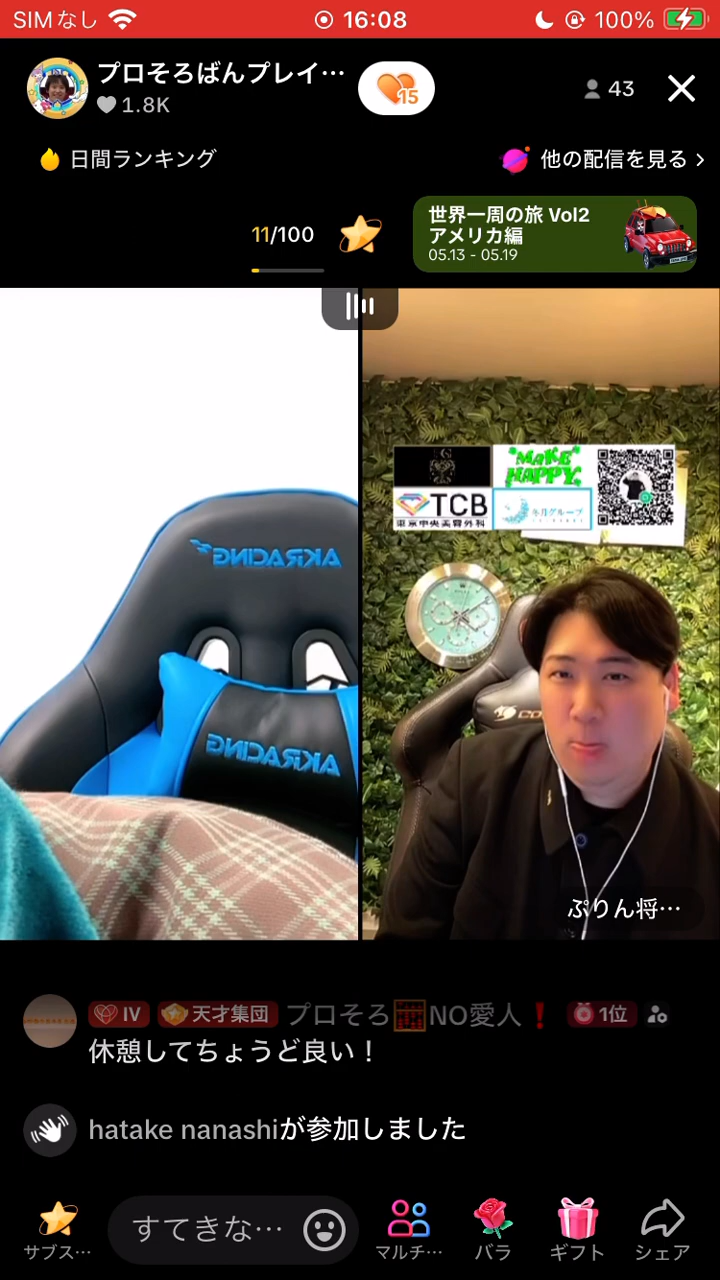 SIMなし 16:08 100%
プロそろばんプレイ… 15 43
1.8K
日間ランキング 他の配信を見る
11/100
世界一周の旅 Vol2
アメリカ編
05.13 - 05.19
MAKE
HAPPY
TCB
東京中央美容外科
冬月グループ
AKRACING
AKRACING
ぷりん将…
IV 天才集団 プロそろ NO愛人❗ 1位
休憩してちょうど良い！
hatake nanashiが参加しました
すてきな…
サブス… マルチ… バラ ギフト シェア